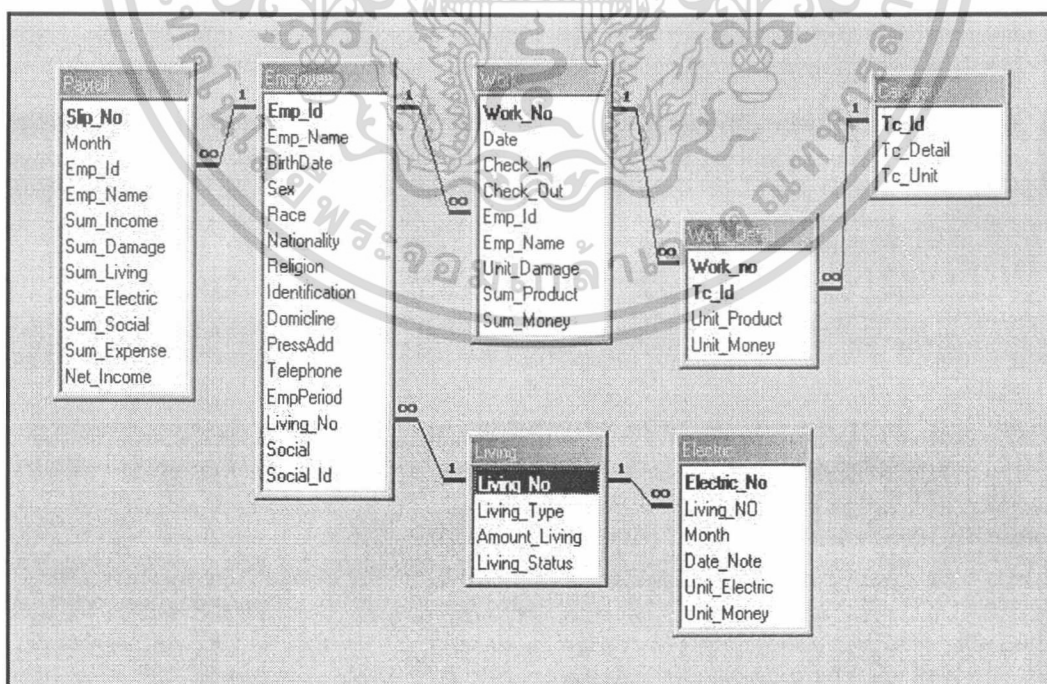 Payroll
Slip_No
Month
Emp_Id
Emp_Name
Sum_Income
Sum_Damage
Sum_Living
Sum_Electric
Sum_Social
Sum_Expense
Net_Income
1
∞
Employee
Emp_Id
Emp_Name
BirthDate
Sex
Race
Nationality
Religion
Identification
Domicline
PressAdd
Telephone
EmpPeriod
Living_No
Social
Social_Id
1
∞
∞
1
Work
Work_No
Date
Check_In
Check_Out
Emp_Id
Emp_Name
Unit_Damage
Sum_Product
Sum_Money
1
∞
Work_Detail
Work_no
Tc_Id
Unit_Product
Unit_Money
1
∞
Tc_Id
Tc_Detail
Tc_Unit
Living
Living_No
Living_Type
Amount_Living
Living_Status
1
∞
Electric
Electric_No
Living_NO
Month
Date_Note
Unit_Electric
Unit_Money